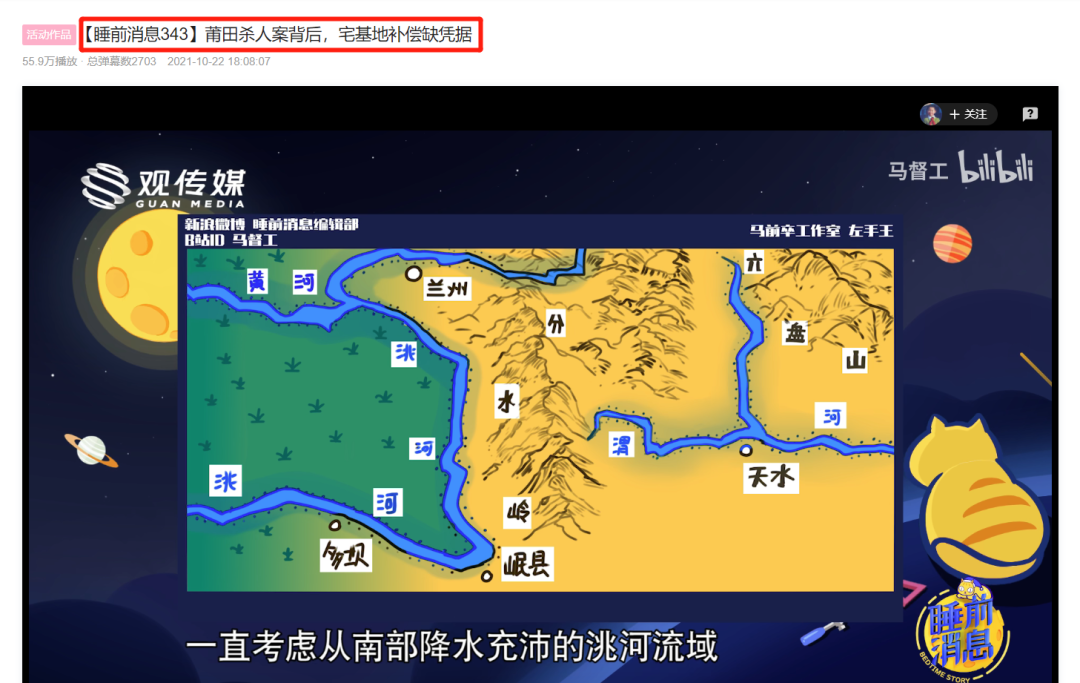 活动作品 【睡前消息343】莆田杀人案背后，宅基地补偿缺凭据
55.9万播放 · 总弹幕数2703 2021-10-22 18:08:07
+ 关注
?
观传媒
GUAN MEDIA
马督工 bilibili
新浪微博 睡前消息编辑部
B站ID 马督工
马前卒工作室 左手王
黄 河
兰州
六
盘
山
分
水
岭
洮
河
渭
河
天水
洮
河
多坝
岷县
一直考虑从南部降水充沛的洮河流域
睡前
消息
BEDTIME STORY